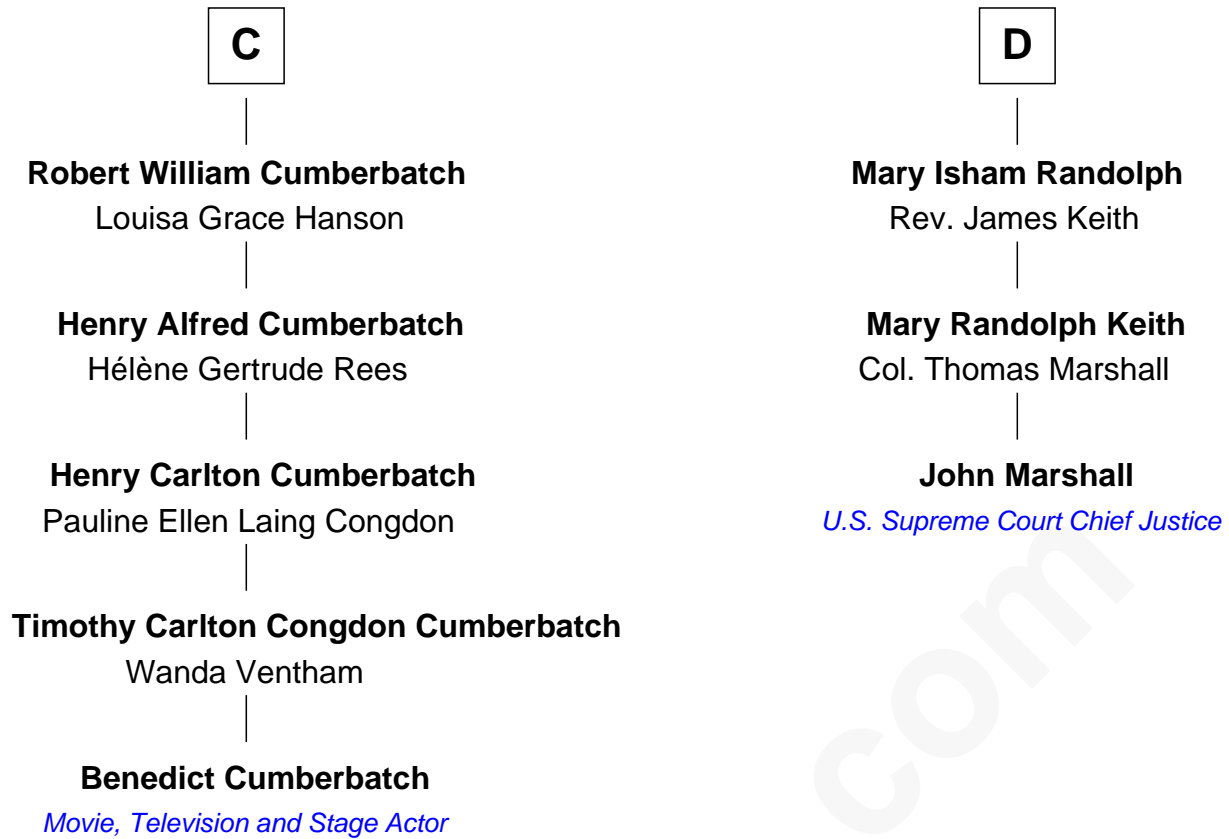 C
Robert William Cumberbatch
Louisa Grace Hanson
Henry Alfred Cumberbatch
Hélène Gertrude Rees
Henry Carlton Cumberbatch
Pauline Ellen Laing Congdon
Timothy Carlton Congdon Cumberbatch
Wanda Ventham
Benedict Cumberbatch
Movie, Television and Stage Actor
D
Mary Isham Randolph
Rev. James Keith
Mary Randolph Keith
Col. Thomas Marshall
John Marshall
U.S. Supreme Court Chief Justice
com